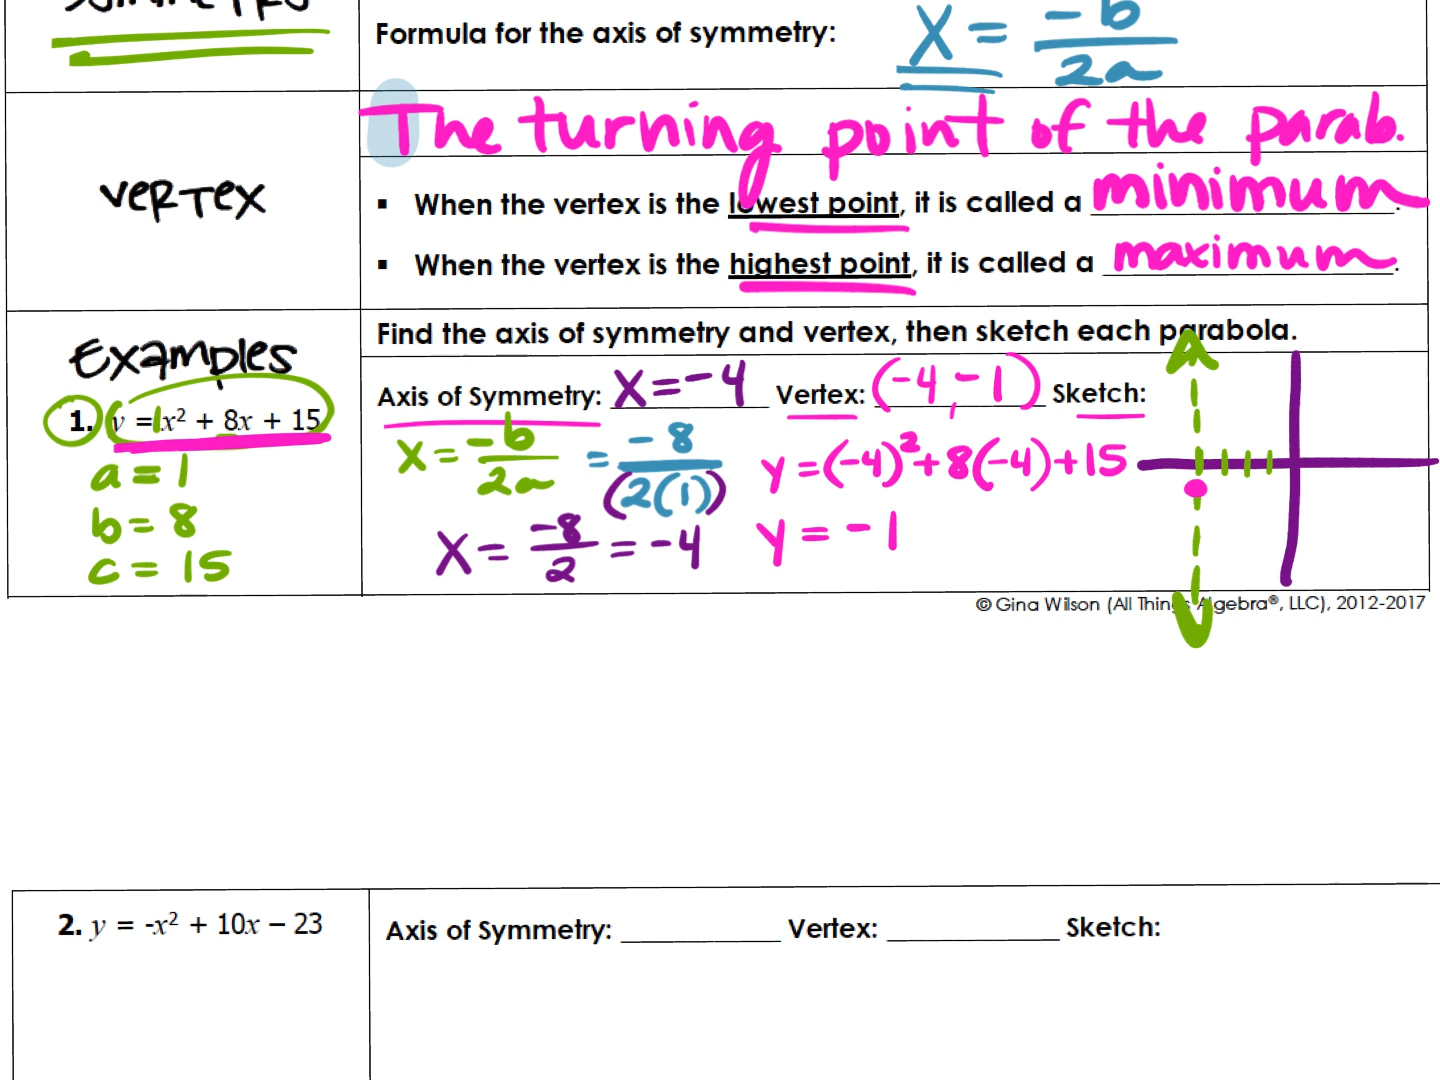 Formula for the axis of symmetry: x = -b/2a
The turning point of the parab.
VERTEX
▪ When the vertex is the lowest point, it is called a minimum.
▪ When the vertex is the highest point, it is called a maximum.
Examples
Find the axis of symmetry and vertex, then sketch each parabola.
1. y = 1x² + 8x + 15
Axis of Symmetry: x=-4 Vertex: (-4,-1) Sketch:
a = 1
b = 8
c = 15
x = -b/2a = -8/(2(1))
x = -8/2 = -4
y = (-4)² + 8(-4) + 15
y = -1
© Gina Wilson (All Things Algebra®, LLC), 2012-2017
2. y = -x² + 10x – 23
Axis of Symmetry: ___________ Vertex: ____________ Sketch: